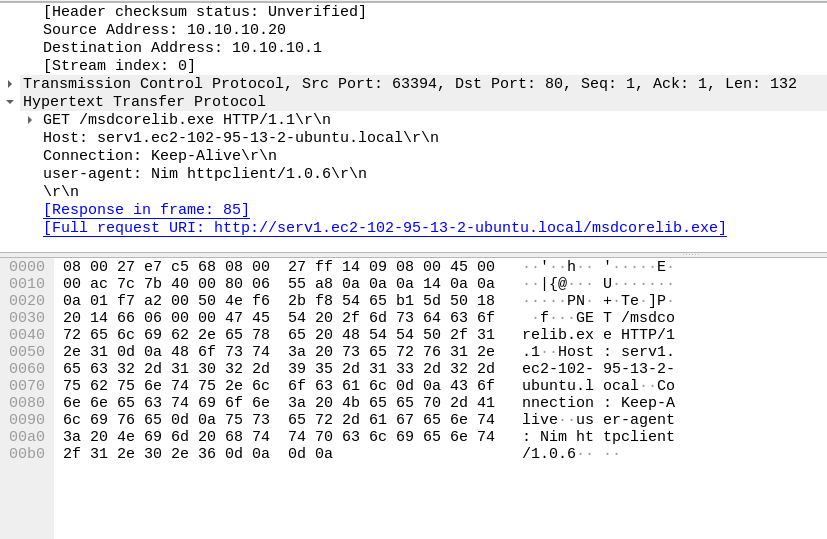 [Header checksum status: Unverified]
Source Address: 10.10.10.20
Destination Address: 10.10.10.1
[Stream index: 0]
Transmission Control Protocol, Src Port: 63394, Dst Port: 80, Seq: 1, Ack: 1, Len: 132
Hypertext Transfer Protocol
GET /msdcorelib.exe HTTP/1.1\r\n
Host: serv1.ec2-102-95-13-2-ubuntu.local\r\n
Connection: Keep-Alive\r\n
user-agent: Nim httpclient/1.0.6\r\n
\r\n
[Response in frame: 85]
[Full request URI: http://serv1.ec2-102-95-13-2-ubuntu.local/msdcorelib.exe]
0000 08 00 27 e7 c5 68 08 00 27 ff 14 09 08 00 45 00 ··'··h·· '·····E·
0010 00 ac 7c 7b 40 00 80 06 55 a8 0a 0a 0a 14 0a 0a ··|{@··· U·······
0020 0a 01 f7 a2 00 50 4e f6 2b f8 54 65 b1 5d 50 18 ·····PN· +·Te·]P·
0030 20 14 66 06 00 00 47 45 54 20 2f 6d 73 64 63 6f ·f···GE T /msdco
0040 72 65 6c 69 62 2e 65 78 65 20 48 54 54 50 2f 31 relib.ex e HTTP/1
0050 2e 31 0d 0a 48 6f 73 74 3a 20 73 65 72 76 31 2e .1··Host : serv1.
0060 65 63 32 2d 31 30 32 2d 39 35 2d 31 33 2d 32 2d ec2-102- 95-13-2-
0070 75 62 75 6e 74 75 2e 6c 6f 63 61 6c 0d 0a 43 6f ubuntu.l ocal··Co
0080 6e 6e 65 63 74 69 6f 6e 3a 20 4b 65 65 70 2d 41 nnection : Keep-A
0090 6c 69 76 65 0d 0a 75 73 65 72 2d 61 67 65 6e 74 live··us er-agent
00a0 3a 20 4e 69 6d 20 68 74 74 70 63 6c 69 65 6e 74 : Nim ht tpclient
00b0 2f 31 2e 30 2e 36 0d 0a 0d 0a /1.0.6·· ··